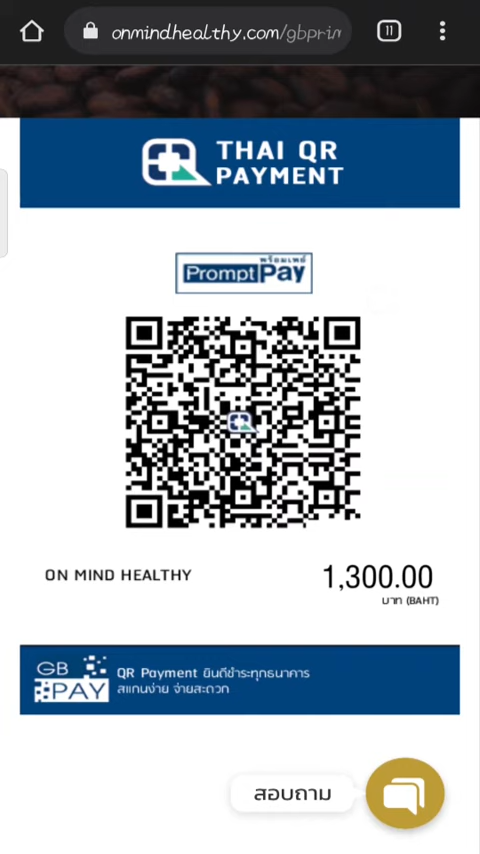 onmindhealthy.com/gbprim
11
THAI QR
PAYMENT
พร้อมเพย์
PromptPay
ON MIND HEALTHY
1,300.00
บาท (BAHT)
GB
PAY
QR Payment ยินดีชำระทุกธนาคาร
สแกนง่าย จ่ายสะดวก
สอบถาม